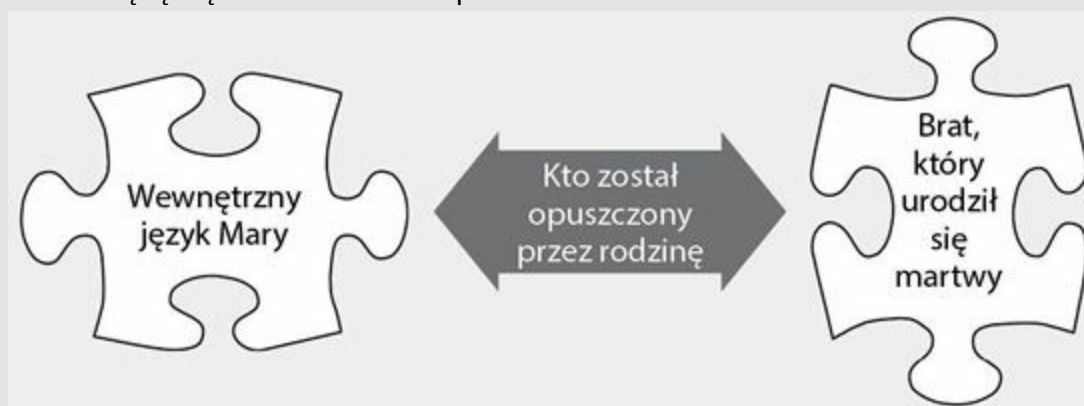 Wewnętrzny
język Mary
Kto został
opuszczony
przez rodzinę
Brat,
który
urodził
się
martwy